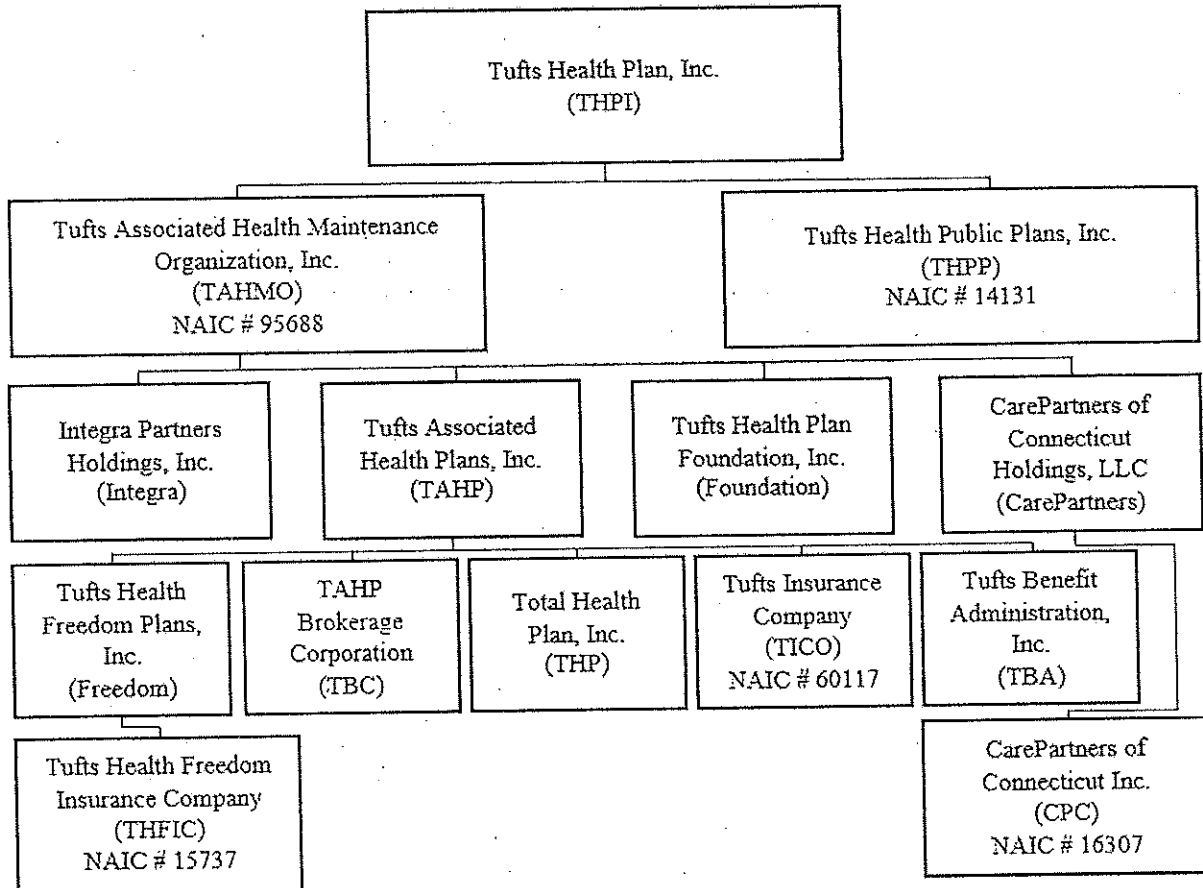 Tufts Health Plan, Inc.
(THPI)
Tufts Associated Health Maintenance
Organization, Inc.
(TAHMO)
NAIC # 95688
Tufts Health Public Plans, Inc.
(THPP)
NAIC # 14131
Integra Partners
Holdings, Inc.
(Integra)
Tufts Associated
Health Plans, Inc.
(TAHP)
Tufts Health Plan
Foundation, Inc.
(Foundation)
CarePartners of
Connecticut
Holdings, LLC
(CarePartners)
Tufts Health
Freedom Plans,
Inc.
(Freedom)
TAHP
Brokerage
Corporation
(TBC)
Total Health
Plan, Inc.
(THP)
Tufts Insurance
Company
(TICO)
NAIC # 60117
Tufts Benefit
Administration,
Inc.
(TBA)
Tufts Health Freedom
Insurance Company
(THFIC)
NAIC # 15737
CarePartners of
Connecticut Inc.
(CPC)
NAIC # 16307